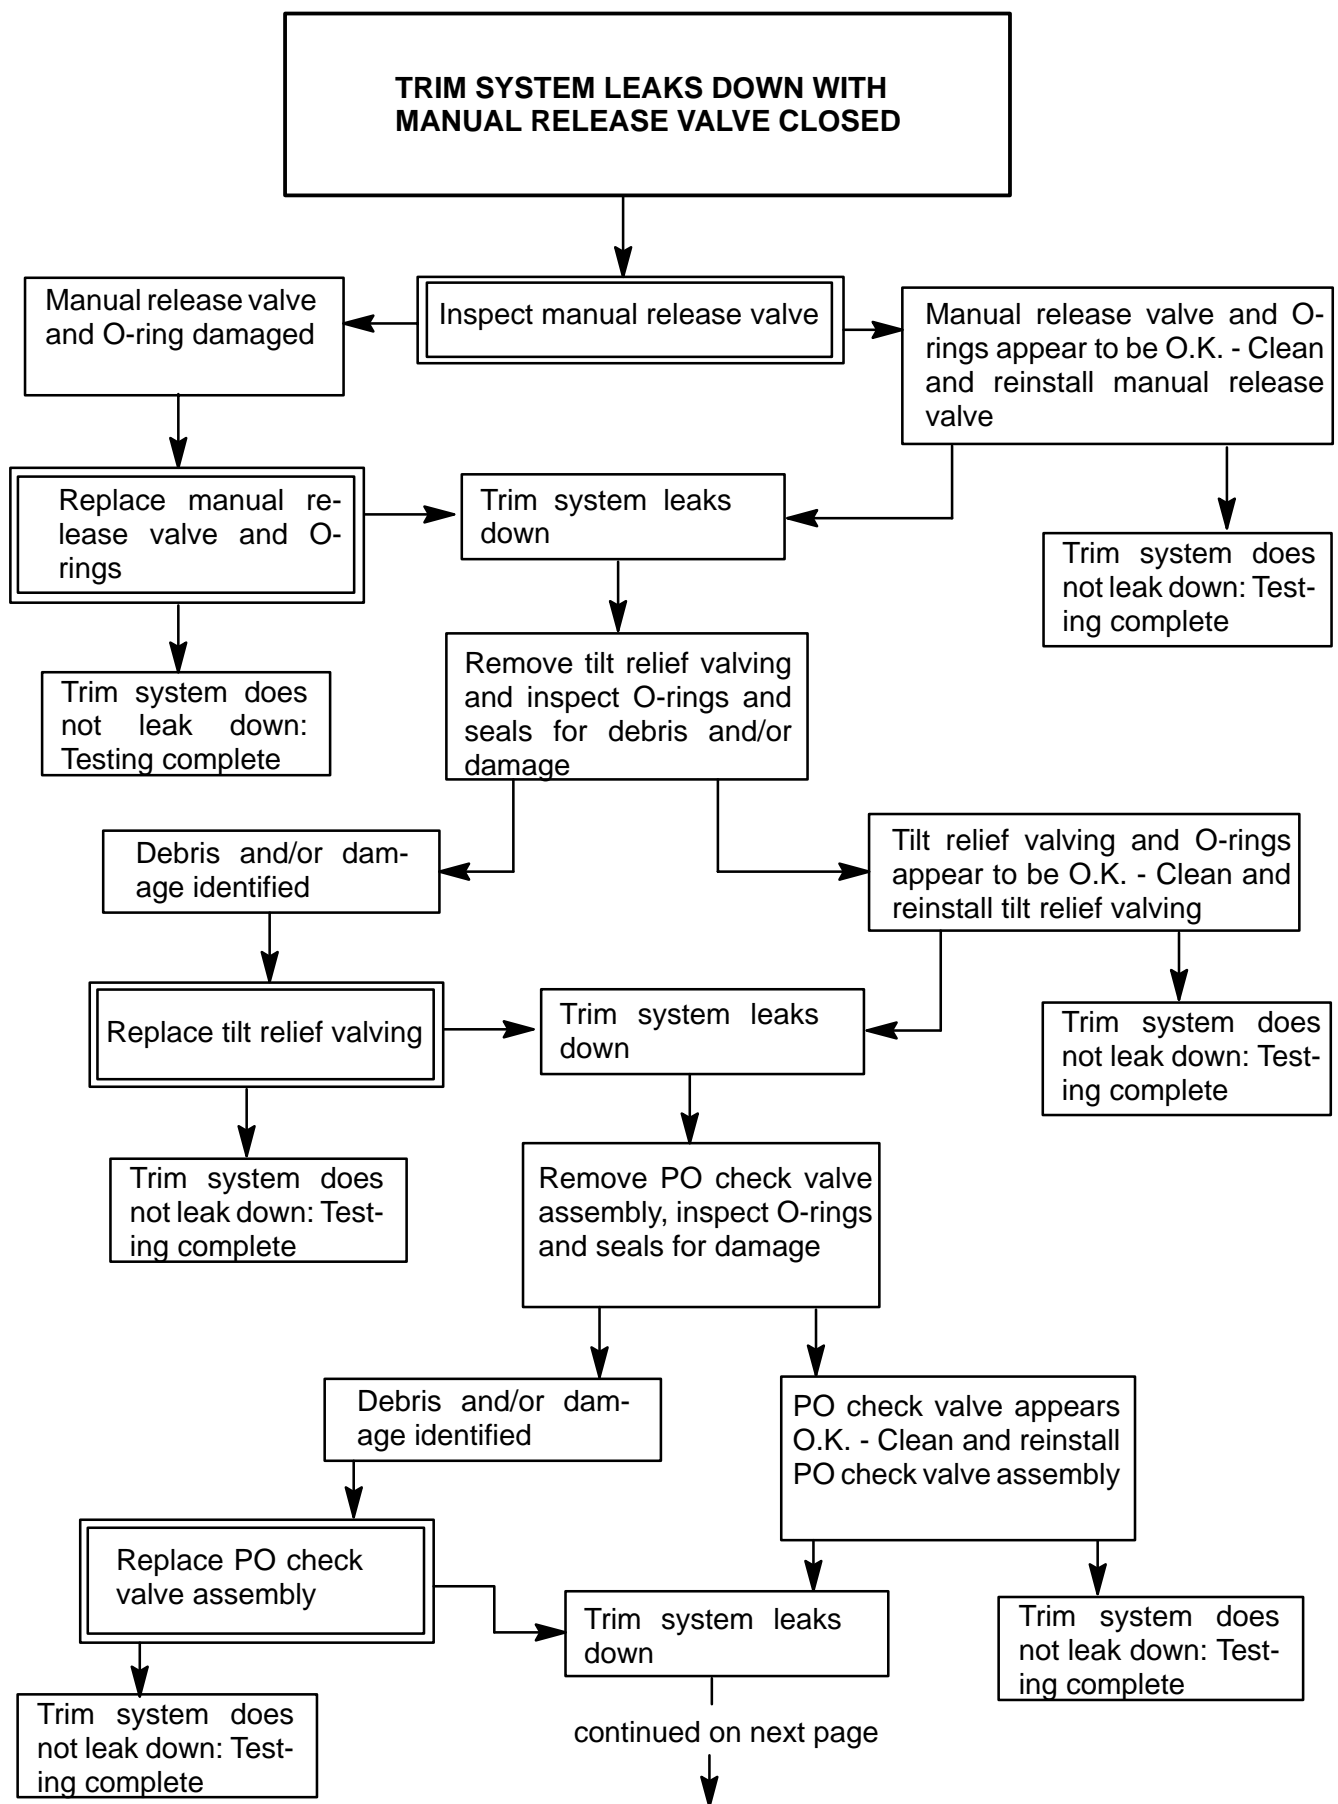 TRIM SYSTEM LEAKS DOWN WITH
MANUAL RELEASE VALVE CLOSED
Manual release valve
and O-ring damaged
Inspect manual release valve
Manual release valve and O-
rings appear to be O.K. - Clean
and reinstall manual release
valve
Replace manual re-
lease valve and O-
rings
Trim system leaks
down
Trim system does
not leak down: Test-
ing complete
Trim system does
not leak down:
Testing complete
Remove tilt relief valving
and inspect O-rings and
seals for debris and/or
damage
Debris and/or dam-
age identified
Tilt relief valving and O-rings
appear to be O.K. - Clean and
reinstall tilt relief valving
Replace tilt relief valving
Trim system leaks
down
Trim system does
not leak down: Test-
ing complete
Trim system does
not leak down: Test-
ing complete
Remove PO check valve
assembly, inspect O-rings
and seals for damage
Debris and/or dam-
age identified
PO check valve appears
O.K. - Clean and reinstall
PO check valve assembly
Replace PO check
valve assembly
Trim system leaks
down
Trim system does
not leak down: Test-
ing complete
Trim system does
not leak down: Test-
ing complete
continued on next page